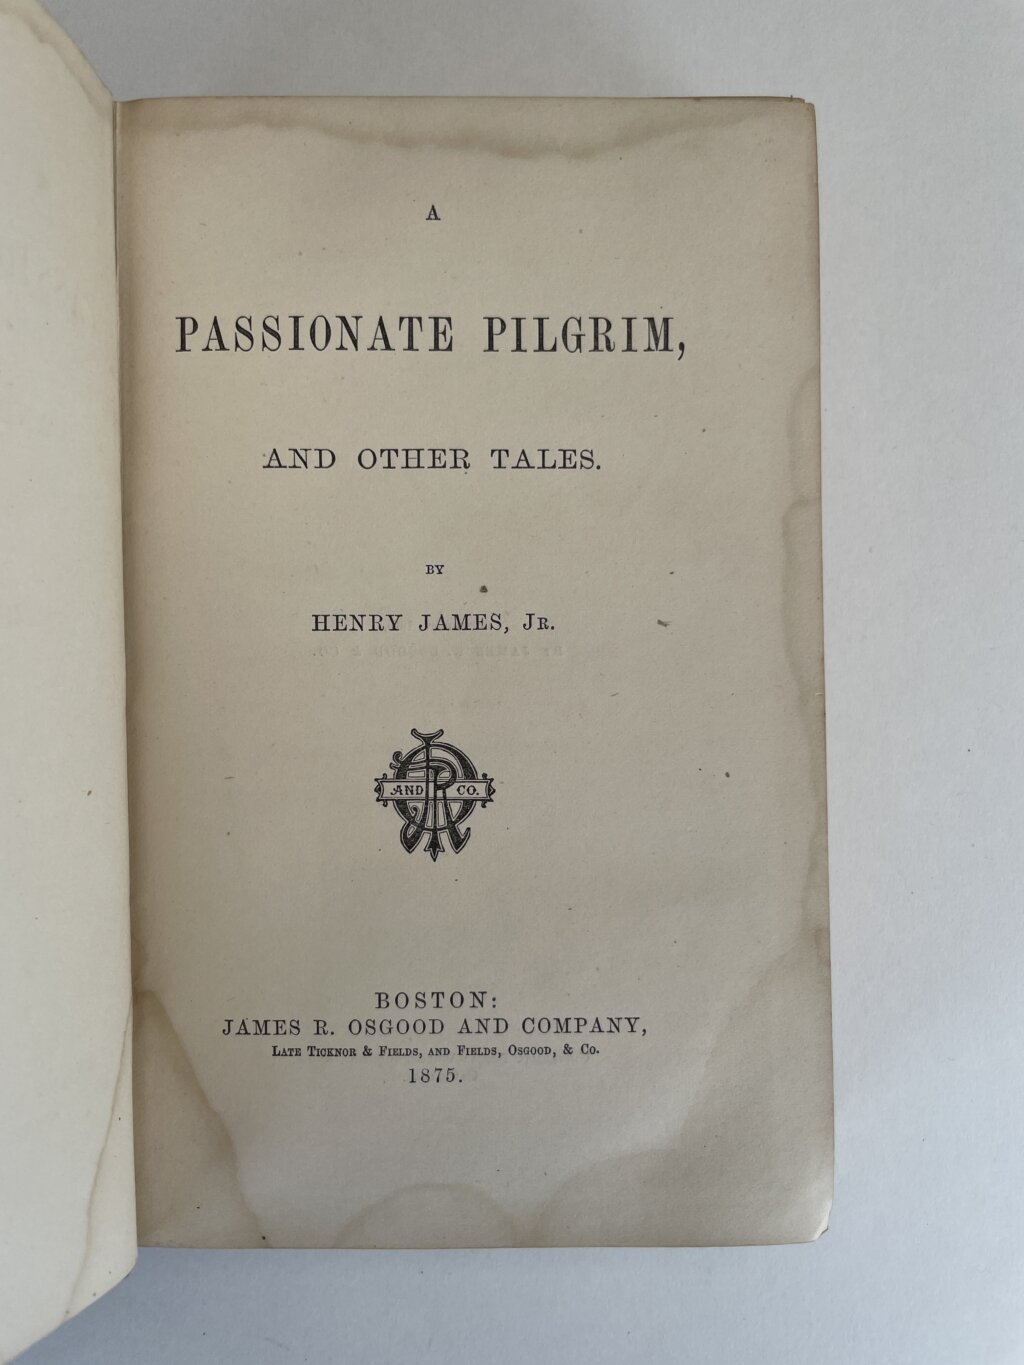 A
PASSIONATE PILGRIM,
AND OTHER TALES.
BY
HENRY JAMES, JR.
AND CO.
BOSTON:
JAMES R. OSGOOD AND COMPANY,
LATE TICKNOR & FIELDS, AND FIELDS, OSGOOD, & CO.
1875.